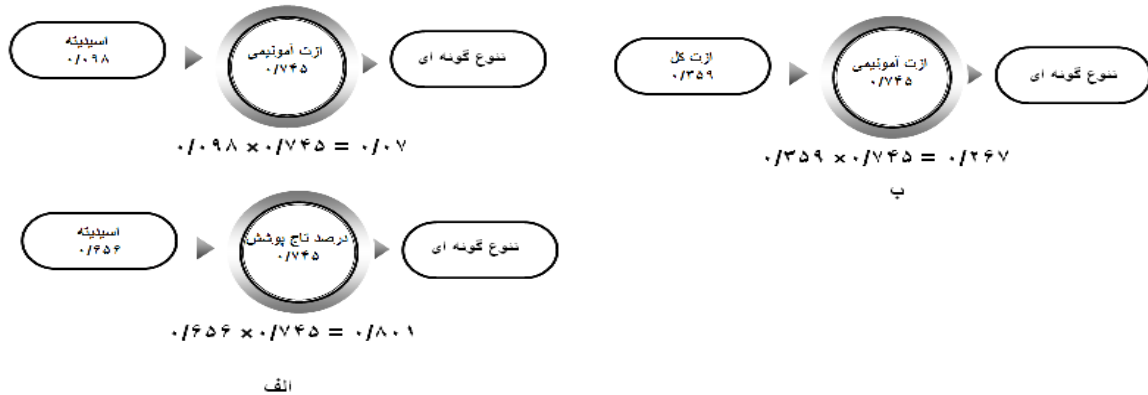 اسیدیته
۰/۰۹۸
ازت آمونیمی
۰/۷۴۵
تنوع گونه ای
۰/۰۹۸ × ۰/۷۴۵ = ۰/۰۷
اسیدیته
۰/۶۵۶
درصد تاج پوشش
۰/۷۴۵
تنوع گونه ای
۰/۶۵۶ × ۰/۷۴۵ = ۰/۸۰۱
الف
ازت کل
۰/۳۵۹
ازت آمونیمی
۰/۷۴۵
تنوع گونه ای
۰/۳۵۹ × ۰/۷۴۵ = ۰/۲۶۷
ب